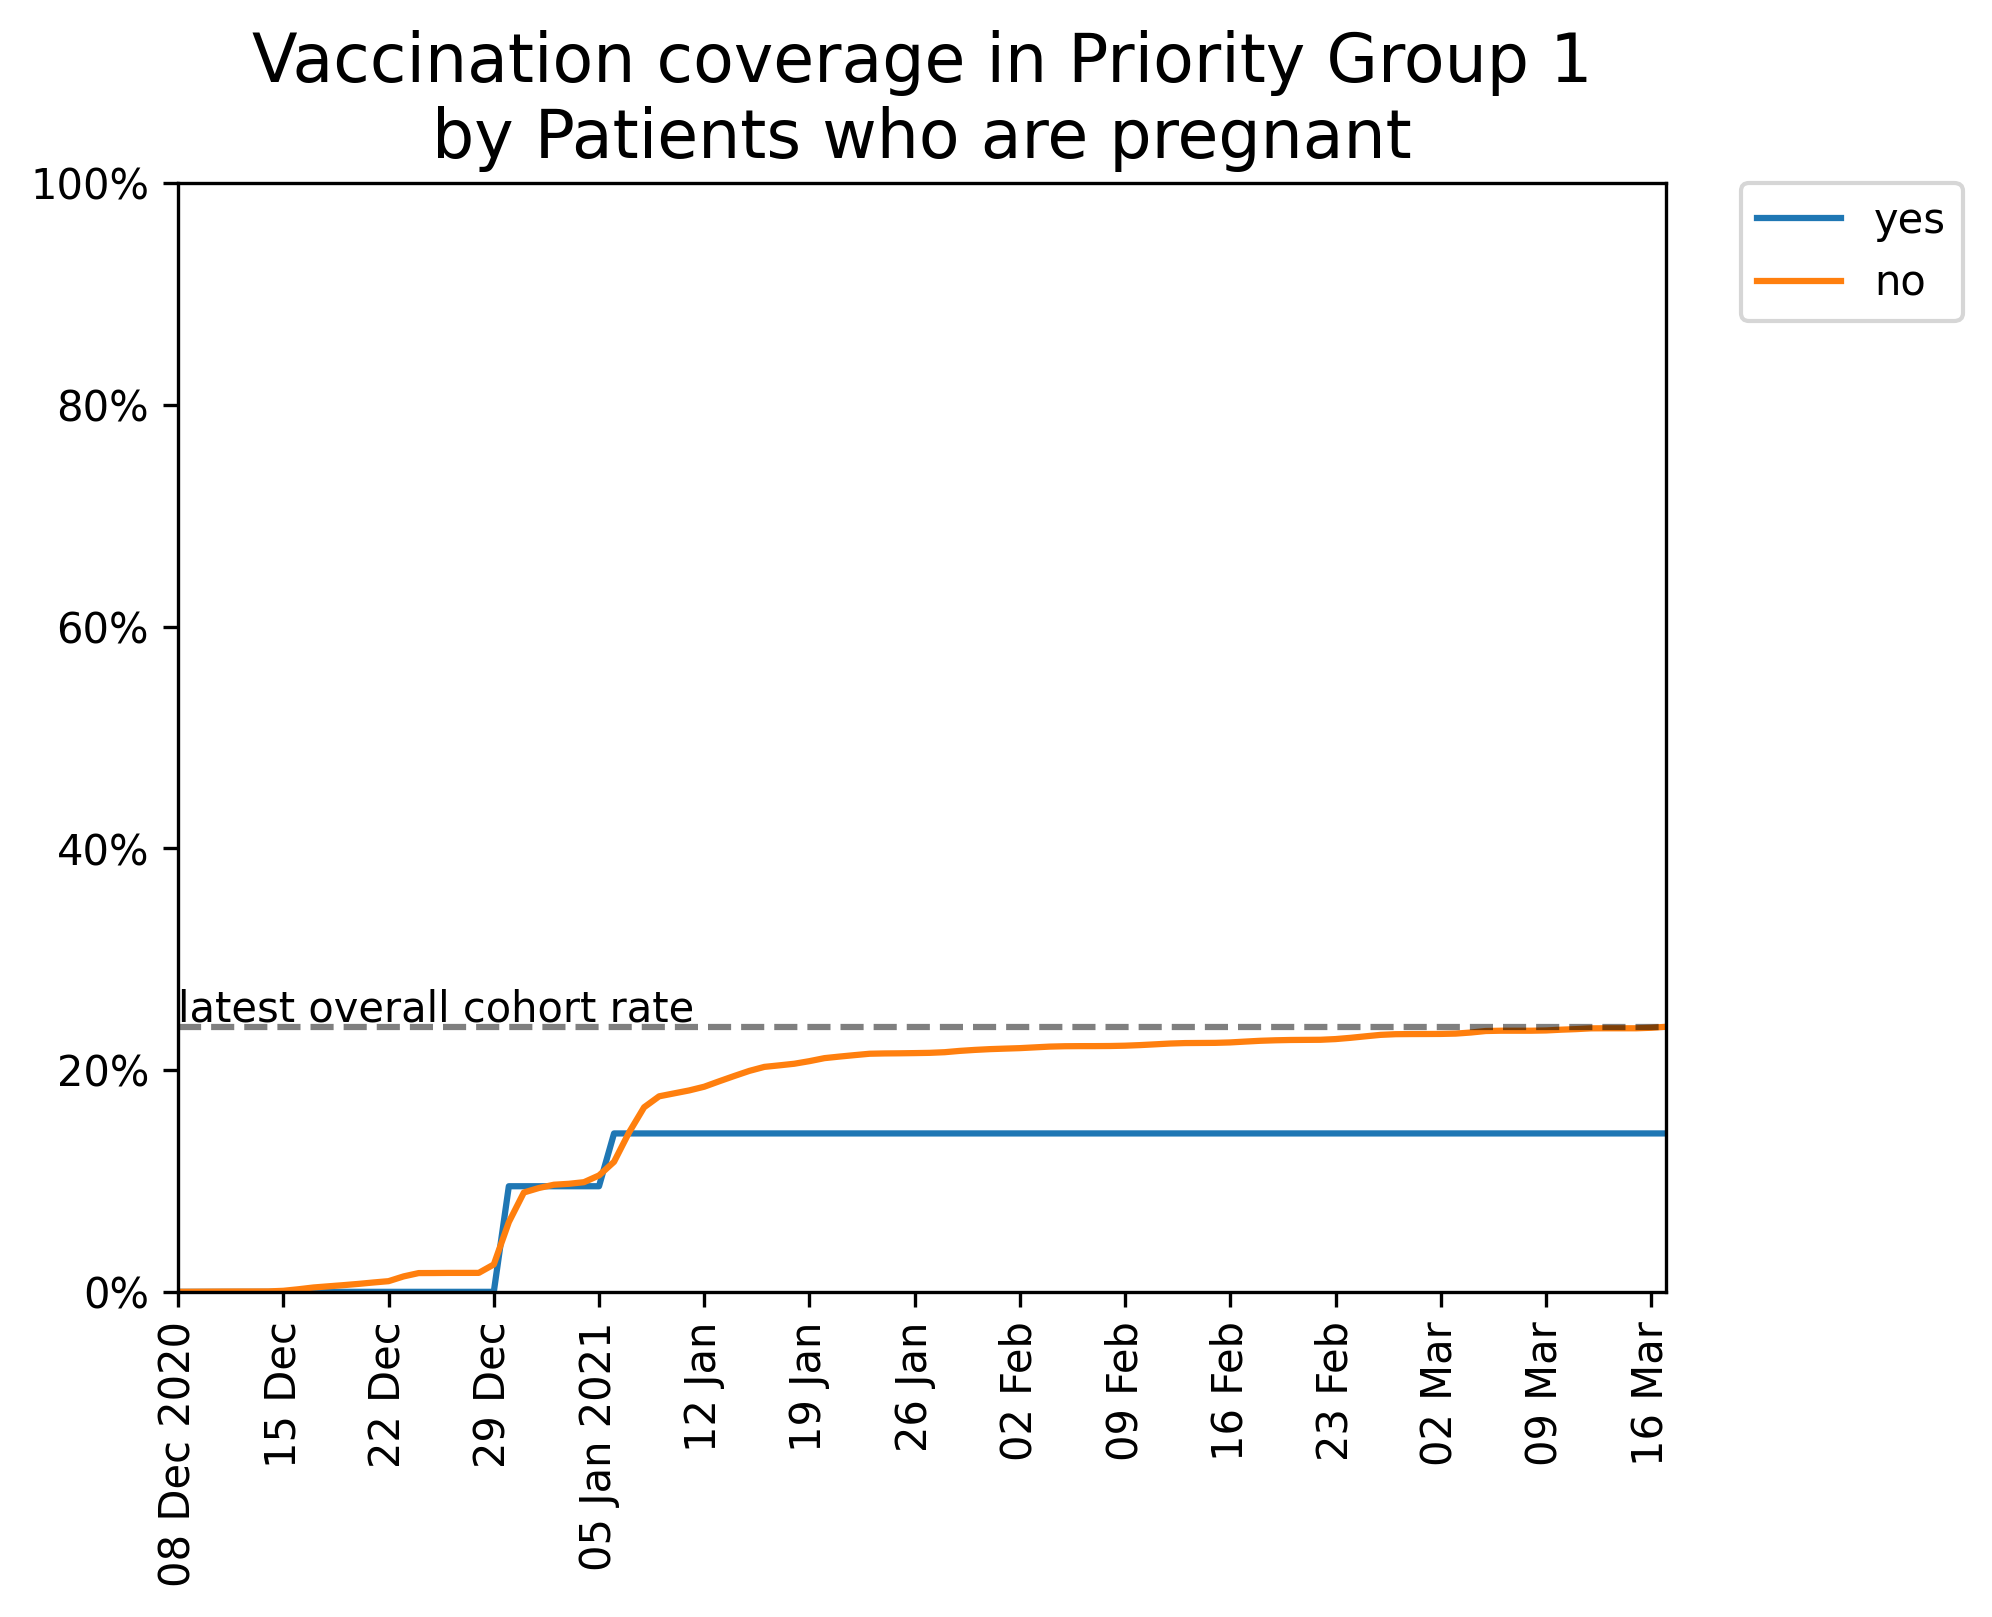 Vaccination coverage in Priority Group 1
by Patients who are pregnant
100%
80%
60%
40%
20%
0%
latest overall cohort rate
yes
no
08 Dec 2020
15 Dec
22 Dec
29 Dec
05 Jan 2021
12 Jan
19 Jan
26 Jan
02 Feb
09 Feb
16 Feb
23 Feb
02 Mar
09 Mar
16 Mar